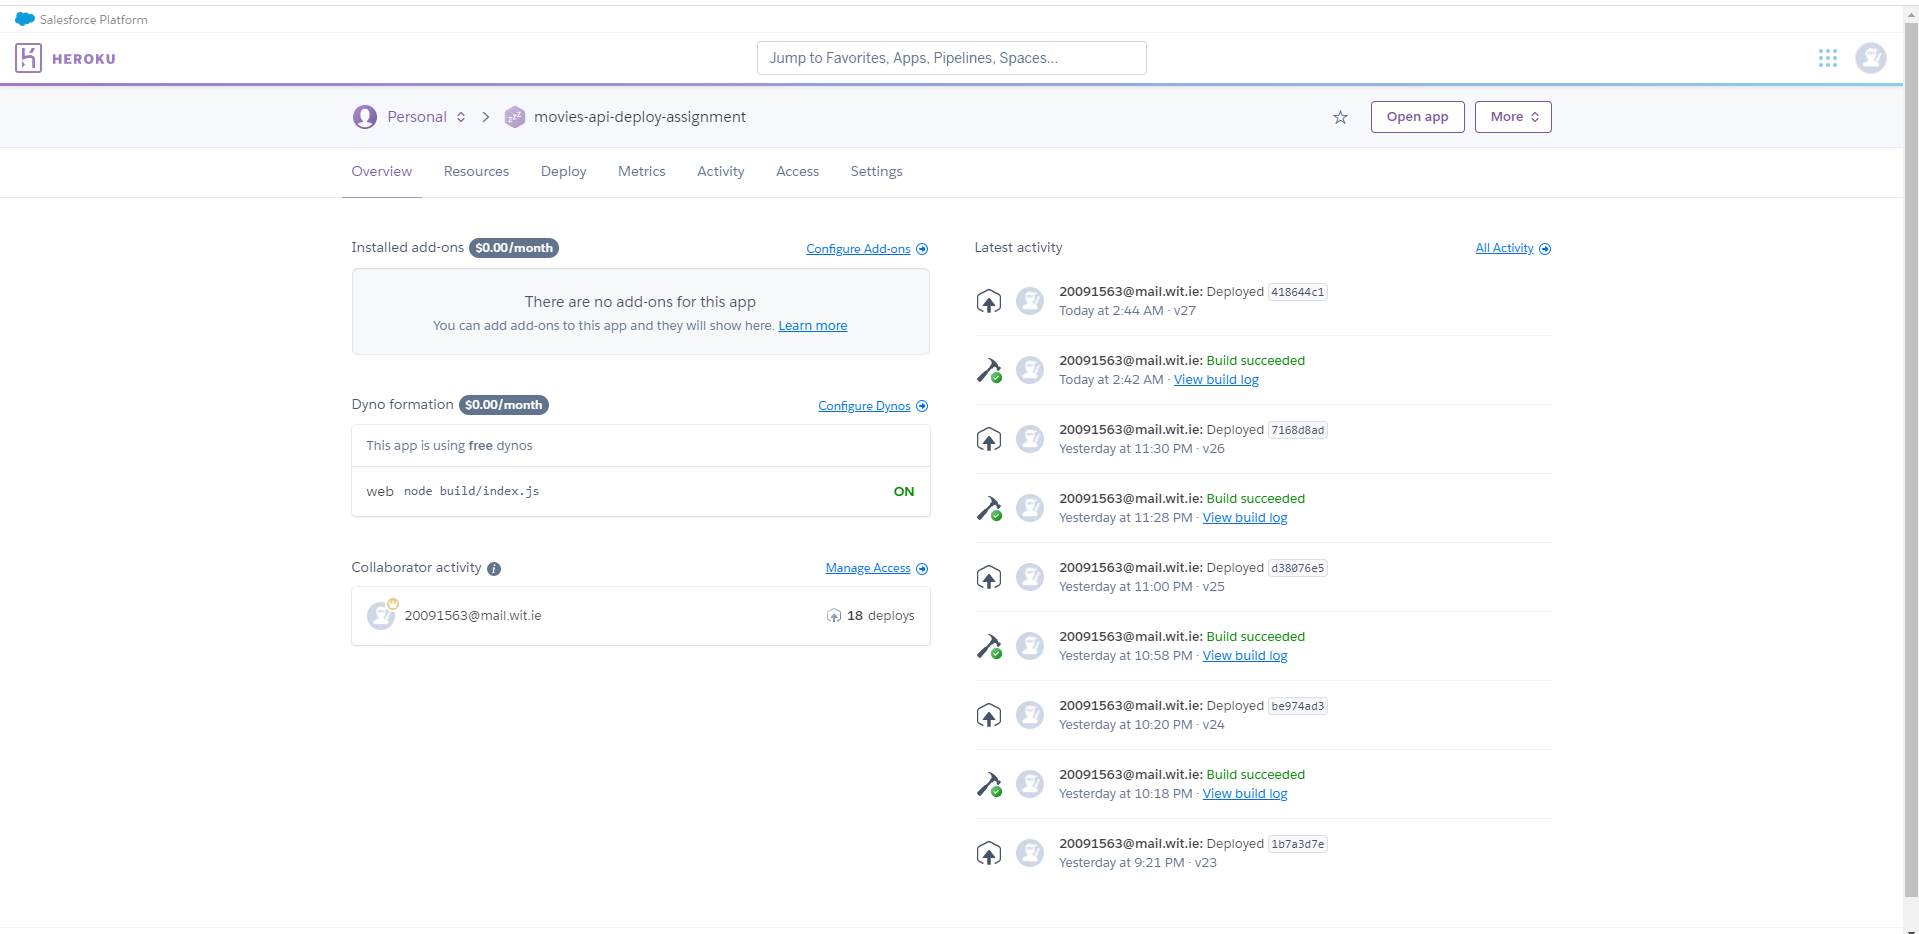 Salesforce Platform
HEROKU
Jump to Favorites, Apps, Pipelines, Spaces...
Personal
movies-api-deploy-assignment
Open app
More
Overview
Resources
Deploy
Metrics
Activity
Access
Settings
Installed add-ons $0.00/month
Configure Add-ons
There are no add-ons for this app
You can add add-ons to this app and they will show here. Learn more
Dyno formation $0.00/month
Configure Dynos
This app is using free dynos
web node build/index.js
ON
Collaborator activity
Manage Access
20091563@mail.wit.ie
18 deploys
Latest activity
All Activity
20091563@mail.wit.ie: Deployed 418644c1
Today at 2:44 AM · v27
20091563@mail.wit.ie: Build succeeded
Today at 2:42 AM · View build log
20091563@mail.wit.ie: Deployed 7168d8ad
Yesterday at 11:30 PM · v26
20091563@mail.wit.ie: Build succeeded
Yesterday at 11:28 PM · View build log
20091563@mail.wit.ie: Deployed d38076e5
Yesterday at 11:00 PM · v25
20091563@mail.wit.ie: Build succeeded
Yesterday at 10:58 PM · View build log
20091563@mail.wit.ie: Deployed be974ad3
Yesterday at 10:20 PM · v24
20091563@mail.wit.ie: Build succeeded
Yesterday at 10:18 PM · View build log
20091563@mail.wit.ie: Deployed 1b7a3d7e
Yesterday at 9:21 PM · v23